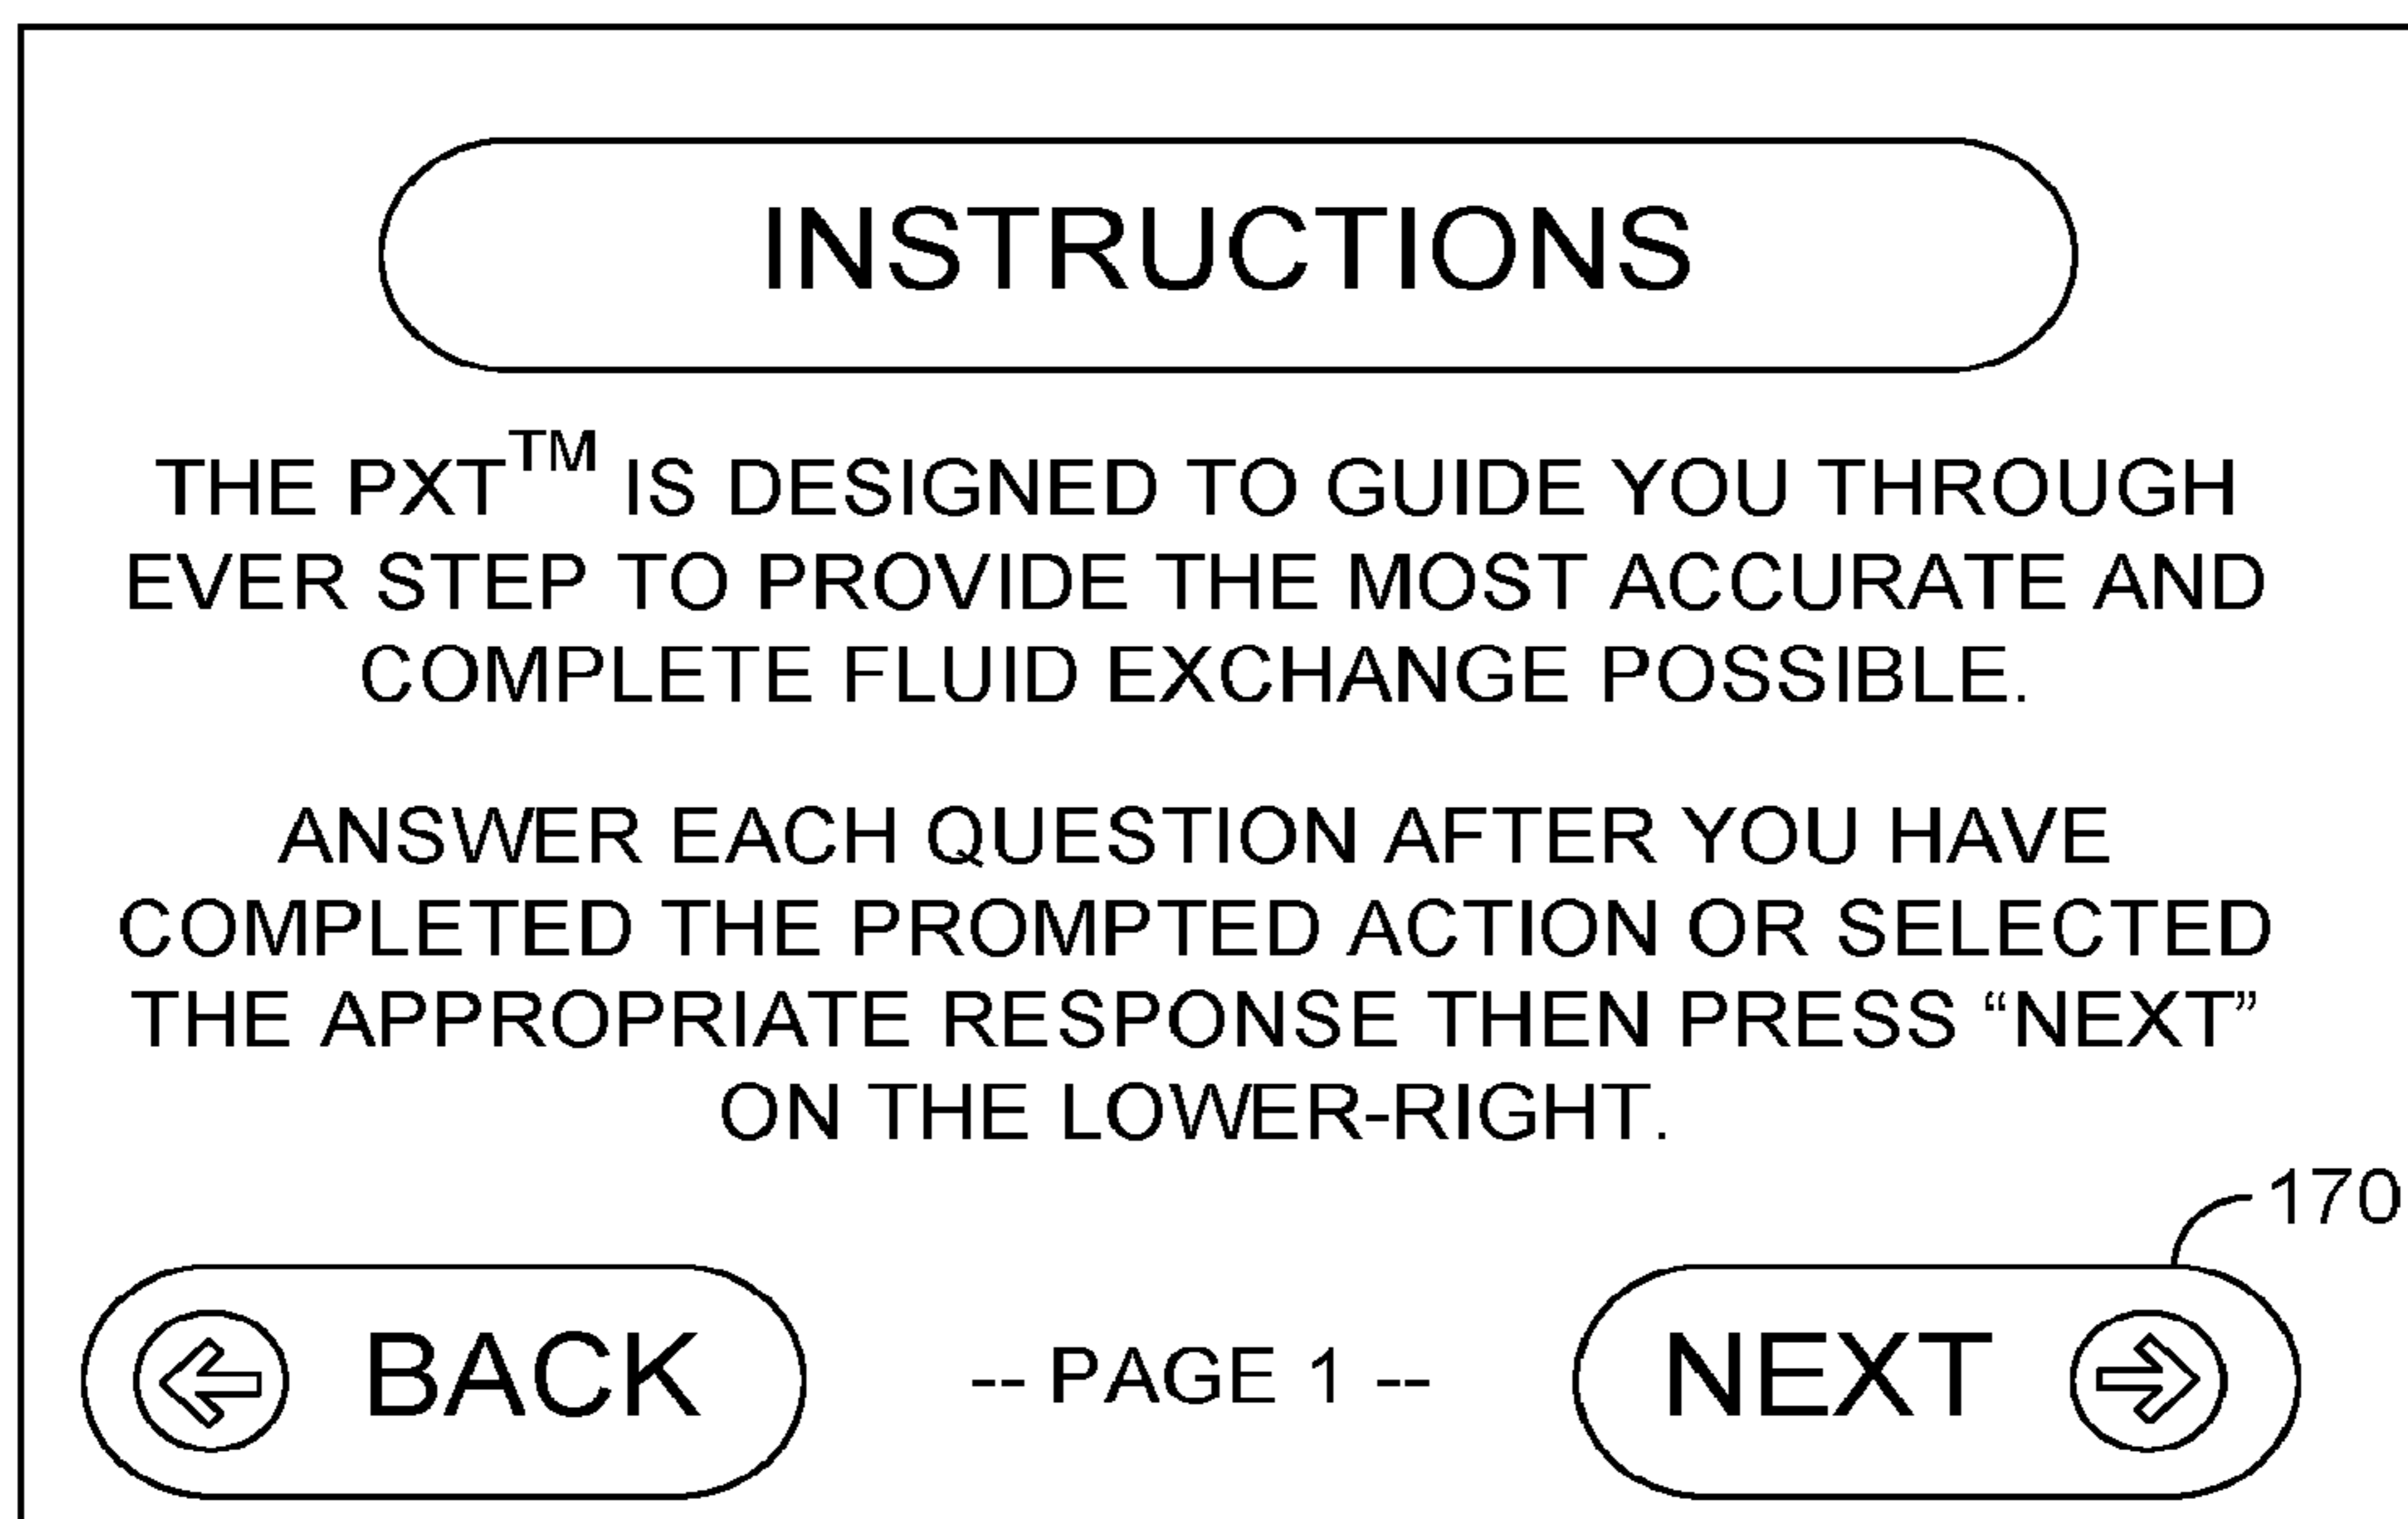 INSTRUCTIONS
THE PXT™ IS DESIGNED TO GUIDE YOU THROUGH
EVER STEP TO PROVIDE THE MOST ACCURATE AND
COMPLETE FLUID EXCHANGE POSSIBLE.
ANSWER EACH QUESTION AFTER YOU HAVE
COMPLETED THE PROMPTED ACTION OR SELECTED
THE APPROPRIATE RESPONSE THEN PRESS “NEXT”
ON THE LOWER-RIGHT.
170
BACK -- PAGE 1 -- NEXT